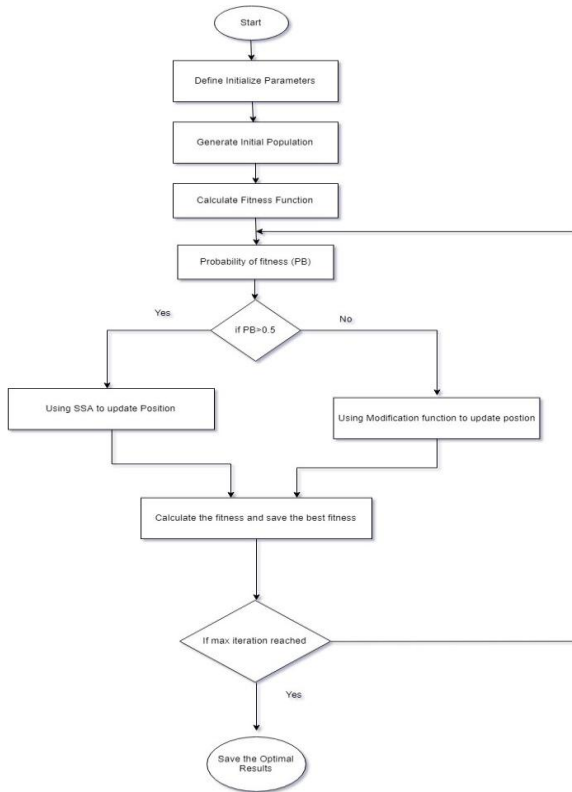 Start
Define Initialize Parameters
Generate Initial Population
Calculate Fitness Function
Probability of fitness (PB)
Yes
if PB>0.5
No
Using SSA to update Position
Using Modification function to update postion
Calculate the fitness and save the best fitness
If max iteration reached
Yes
Save the Optimal
Results